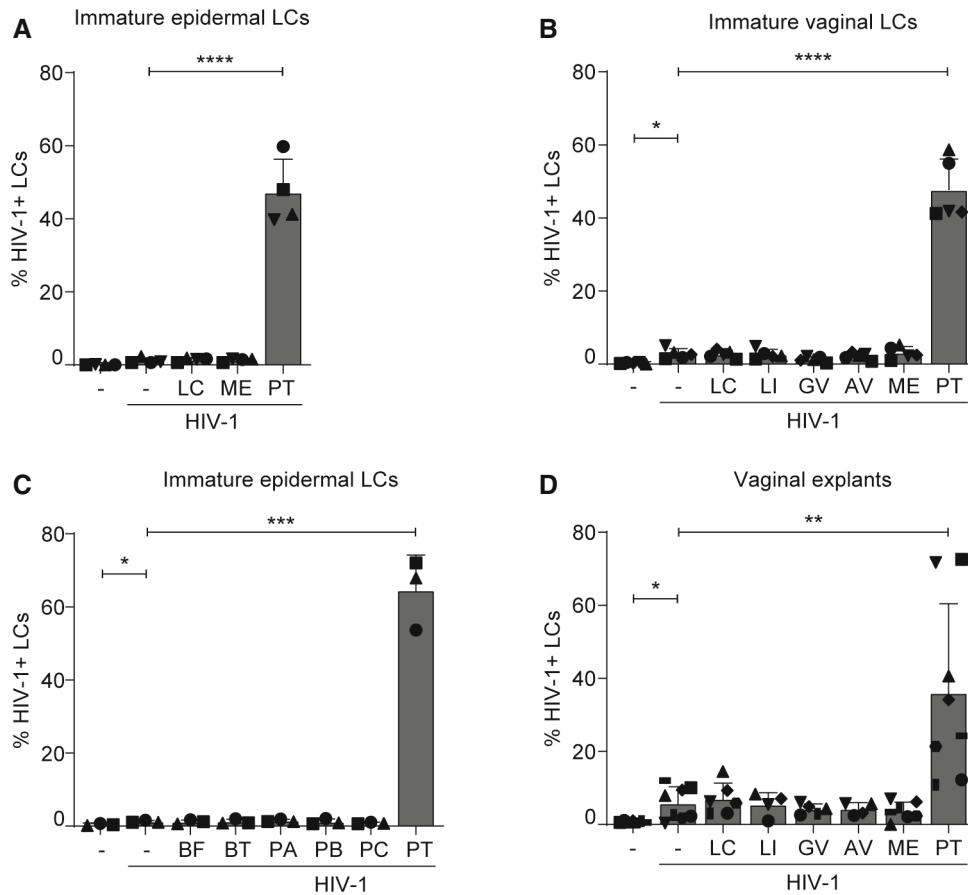 A
Immature epidermal LCs
% HIV-1+ LCs
80
60
40
20
0
****
- - LC ME PT
HIV-1
B
Immature vaginal LCs
% HIV-1+ LCs
80
60
40
20
0
*
****
- - LC LI GV AV ME PT
HIV-1
C
Immature epidermal LCs
% HIV-1+ LCs
80
60
40
20
0
*
***
- - BF BT PA PB PC PT
HIV-1
D
Vaginal explants
% HIV-1+ LCs
80
60
40
20
0
*
**
- - LC LI GV AV ME PT
HIV-1